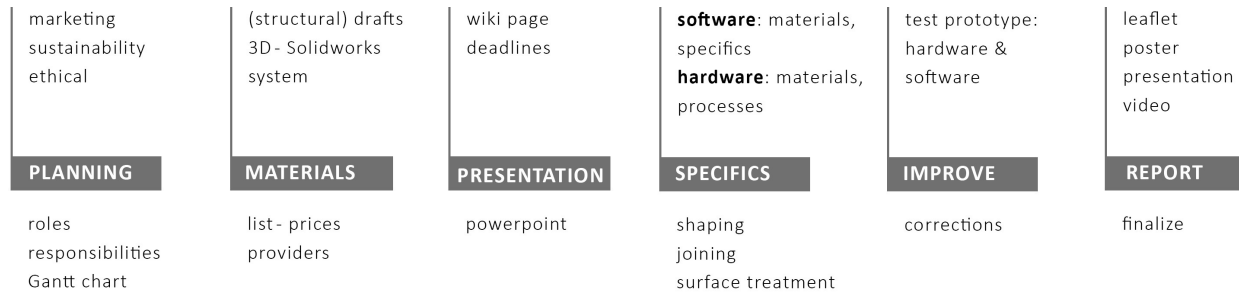 marketing
sustainability
ethical
PLANNING
roles
responsibilities
Gantt chart
(structural) drafts
3D - Solidworks
system
MATERIALS
list - prices
providers
wiki page
deadlines
PRESENTATION
powerpoint
software: materials,
specifics
hardware: materials,
processes
SPECIFICS
shaping
joining
surface treatment
test prototype:
hardware &
software
IMPROVE
corrections
leaflet
poster
presentation
video
REPORT
finalize